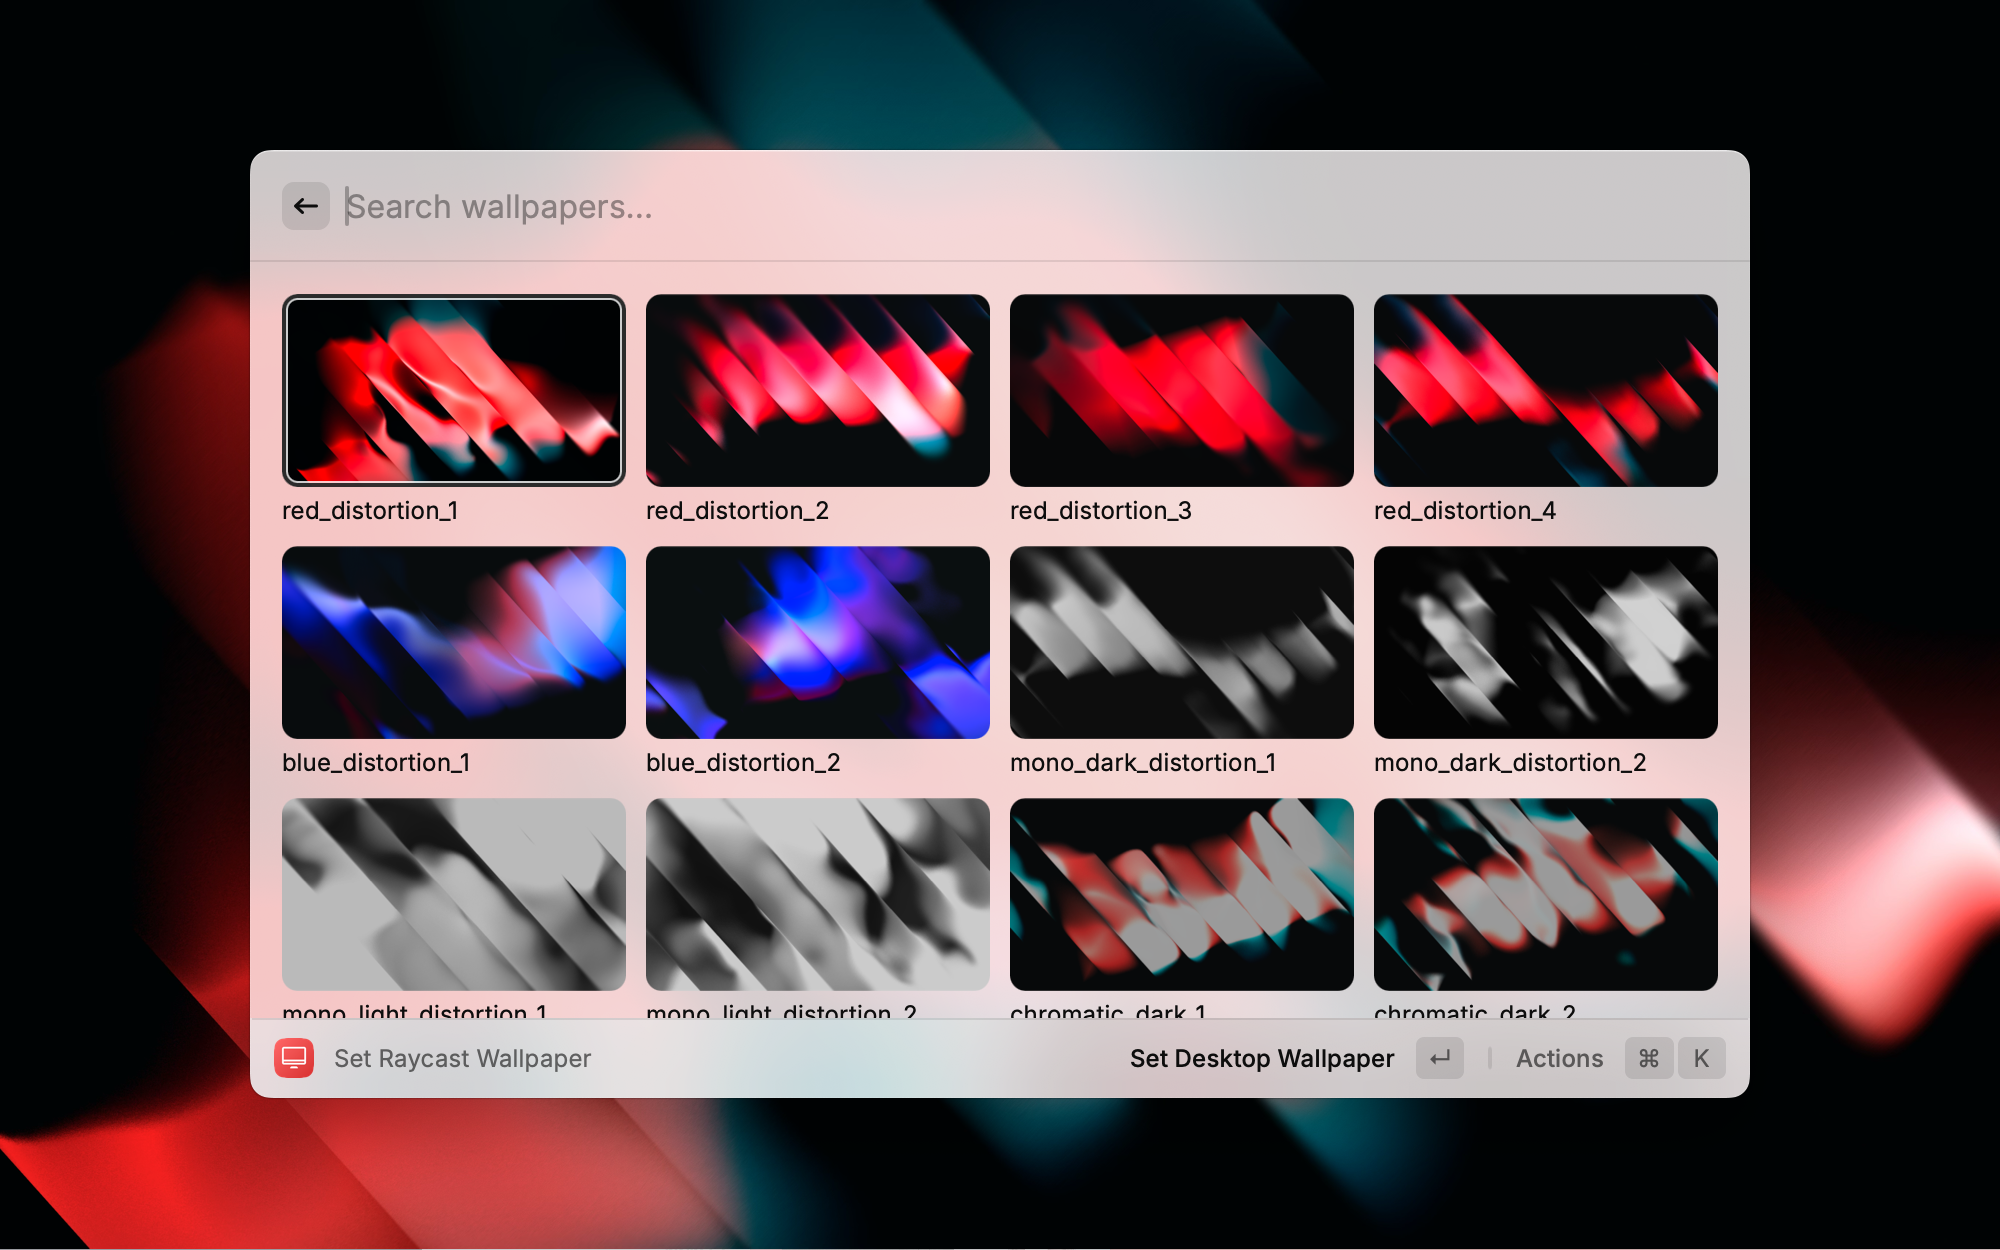 Search wallpapers...
red_distortion_1
red_distortion_2
red_distortion_3
red_distortion_4
blue_distortion_1
blue_distortion_2
mono_dark_distortion_1
mono_dark_distortion_2
mono_light_distortion_1
mono_light_distortion_2
chromatic_dark_1
chromatic_dark_2
Set Raycast Wallpaper
Set Desktop Wallpaper ↵
Actions ⌘ K